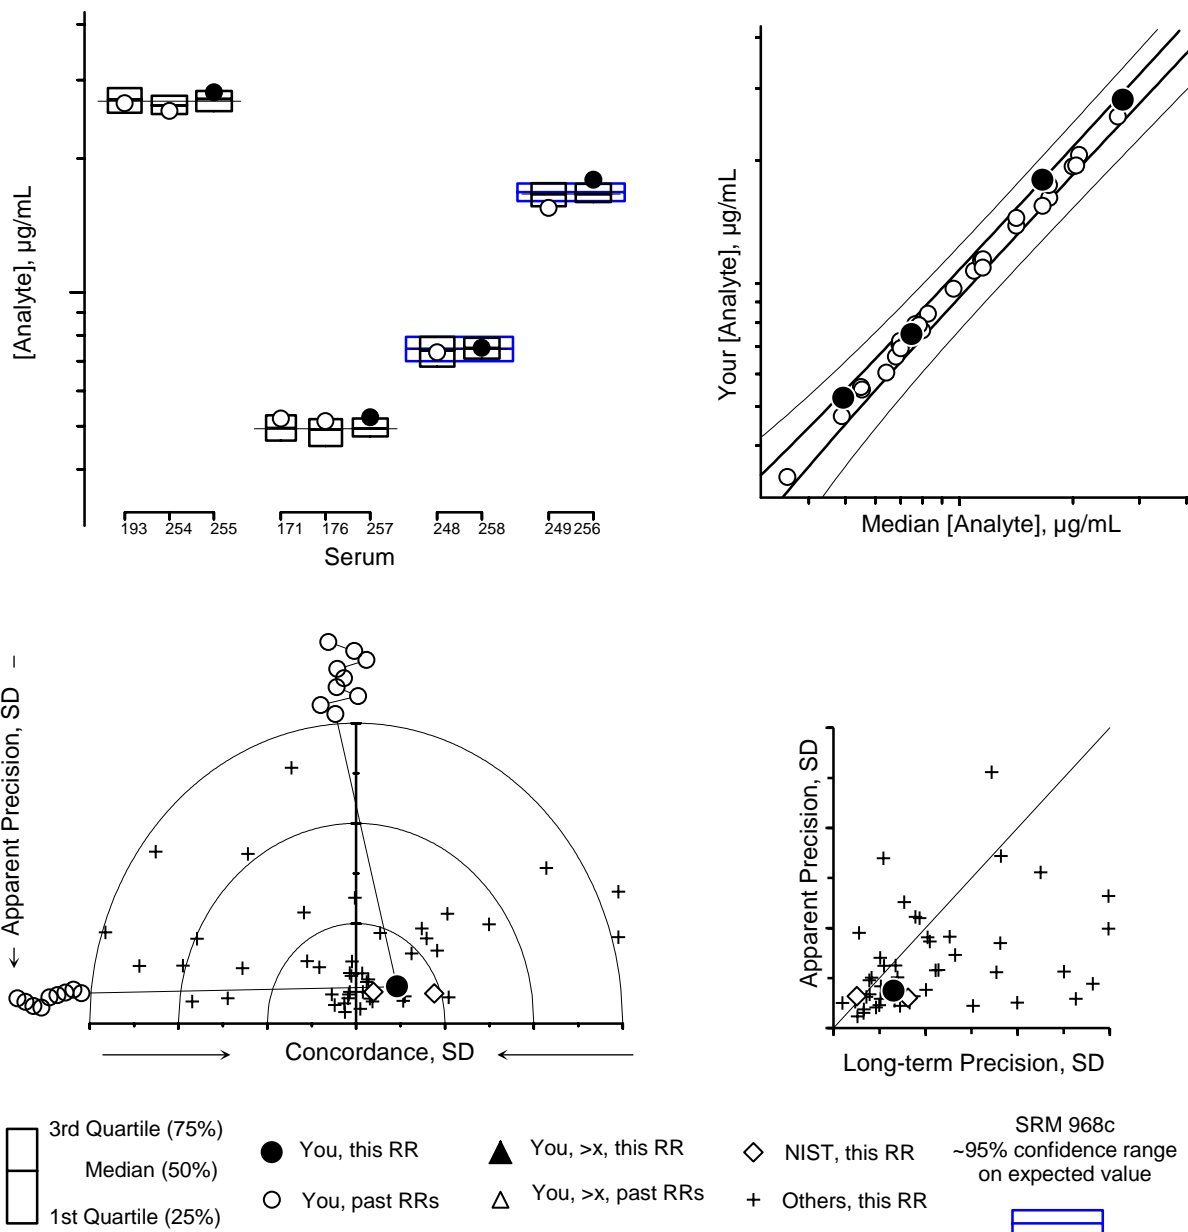 [Analyte], µg/mL
193 254 255 171 176 257 248 258 249 256
Serum
Your [Analyte], µg/mL
Median [Analyte], µg/mL
← Apparent Precision, SD –
→ Concordance, SD ←
Apparent Precision, SD
Long-term Precision, SD
3rd Quartile (75%)
Median (50%)
1st Quartile (25%)
You, this RR
You, past RRs
You, >x, this RR
You, >x, past RRs
NIST, this RR
Others, this RR
SRM 968c
~95% confidence range
on expected value